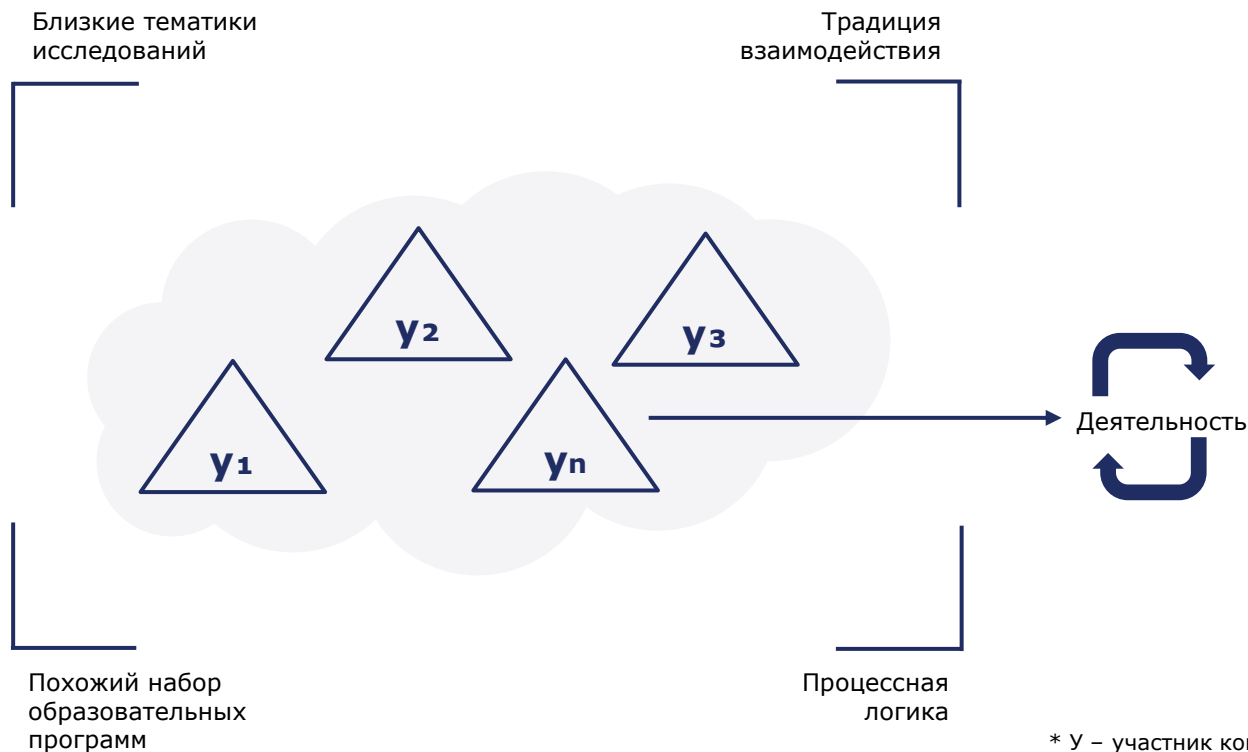 Близкие тематики
исследований
Традиция
взаимодействия
у2
у3
у1
уn
Деятельность
Похожий набор
образовательных
программ
Процессная
логика
* У – участник